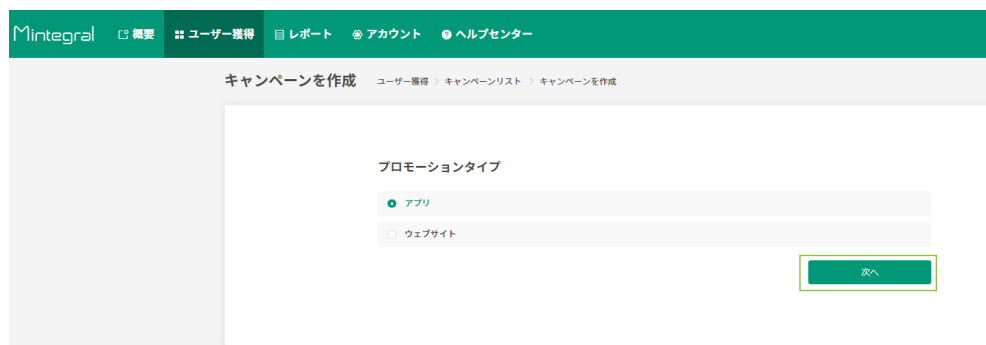 Mintegral 概要 ユーザー獲得 レポート アカウント ヘルプセンター
キャンペーンを作成 ユーザー獲得 > キャンペーンリスト > キャンペーンを作成
プロモーションタイプ
アプリ
ウェブサイト
次へ